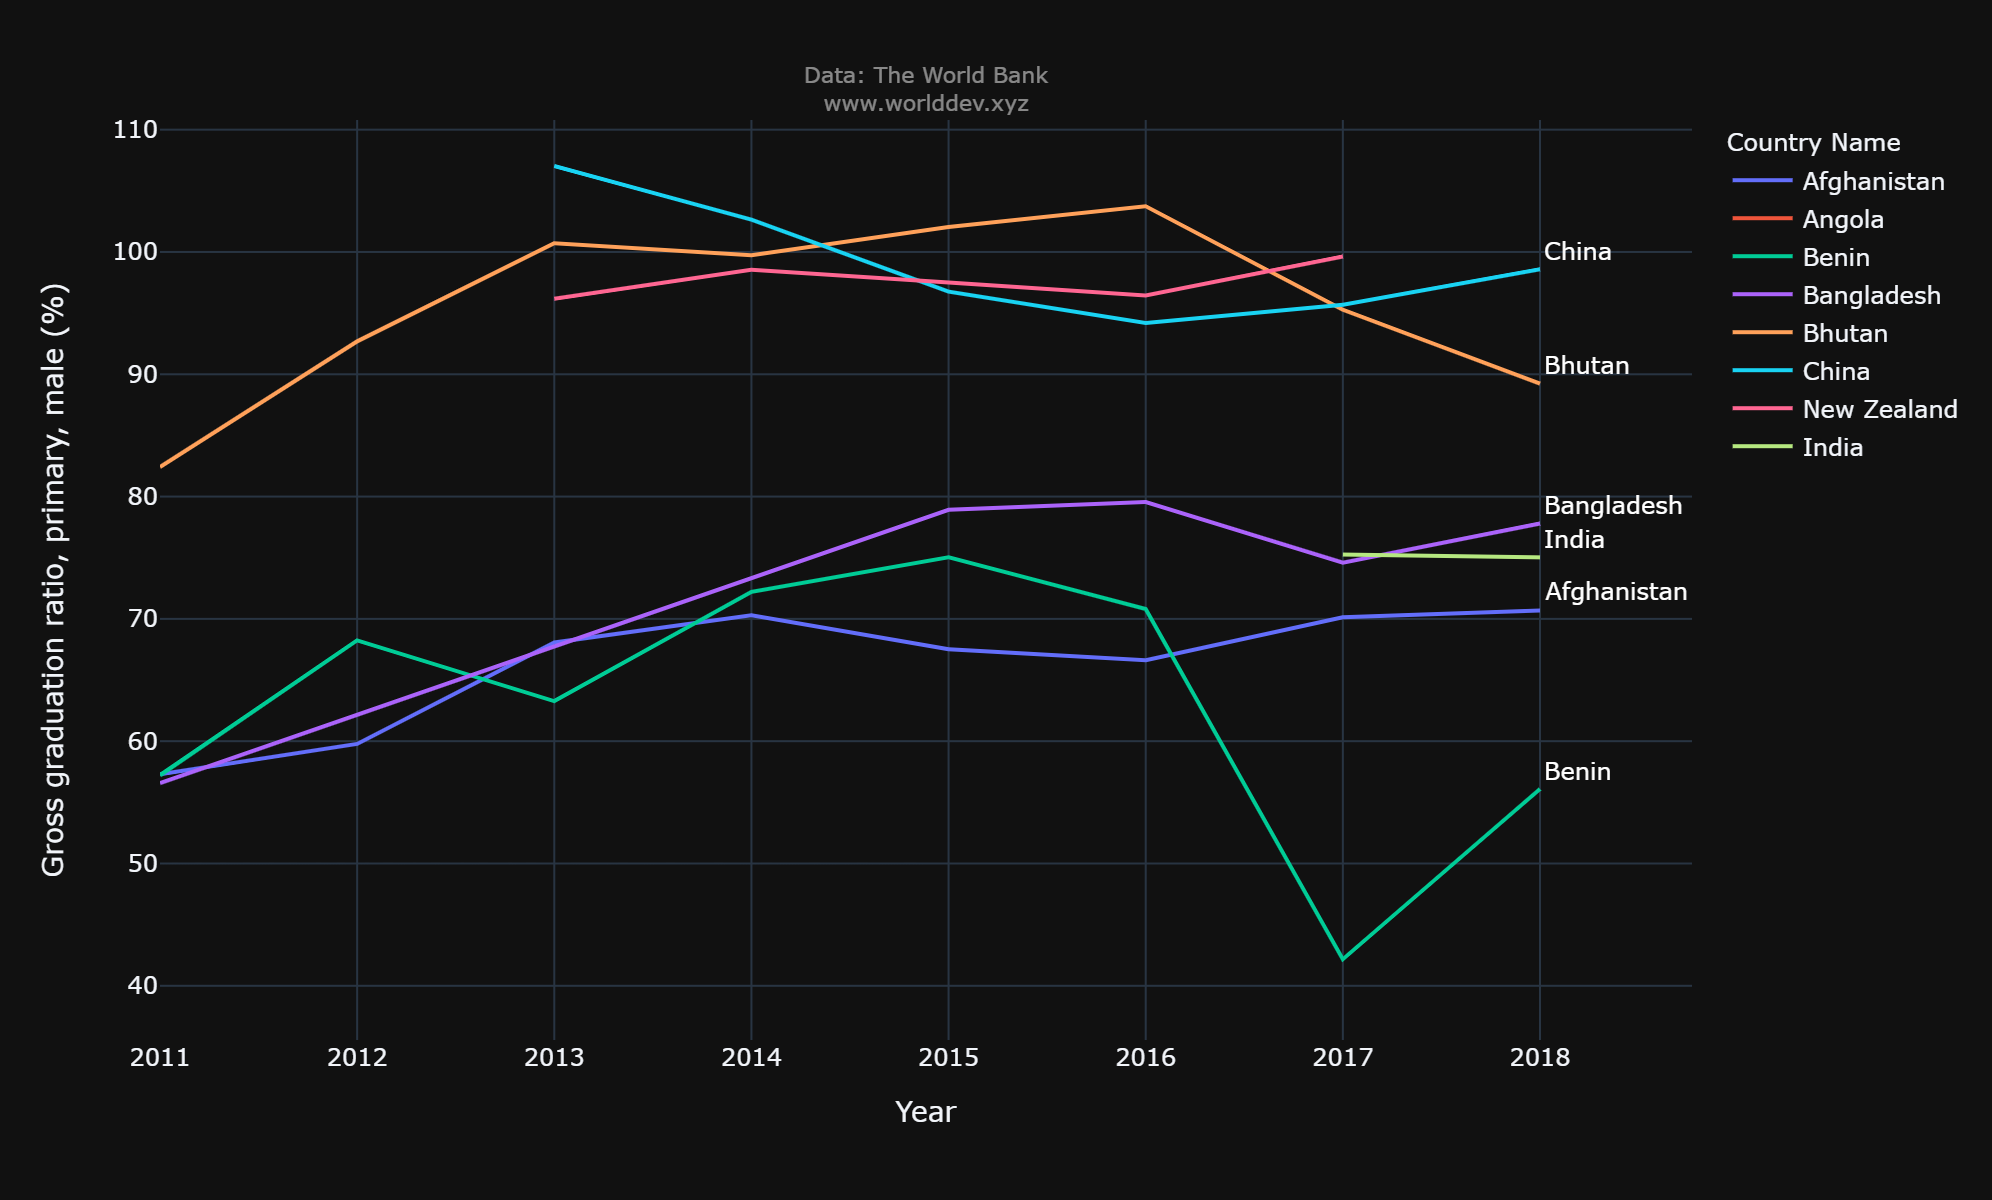 Data: The World Bank
www.worlddev.xyz
Gross graduation ratio, primary, male (%)
110
100
90
80
70
60
50
40
2011 2012 2013 2014 2015 2016 2017 2018
Year
China
Bhutan
Bangladesh
India
Afghanistan
Benin
Country Name
Afghanistan
Angola
Benin
Bangladesh
Bhutan
China
New Zealand
India